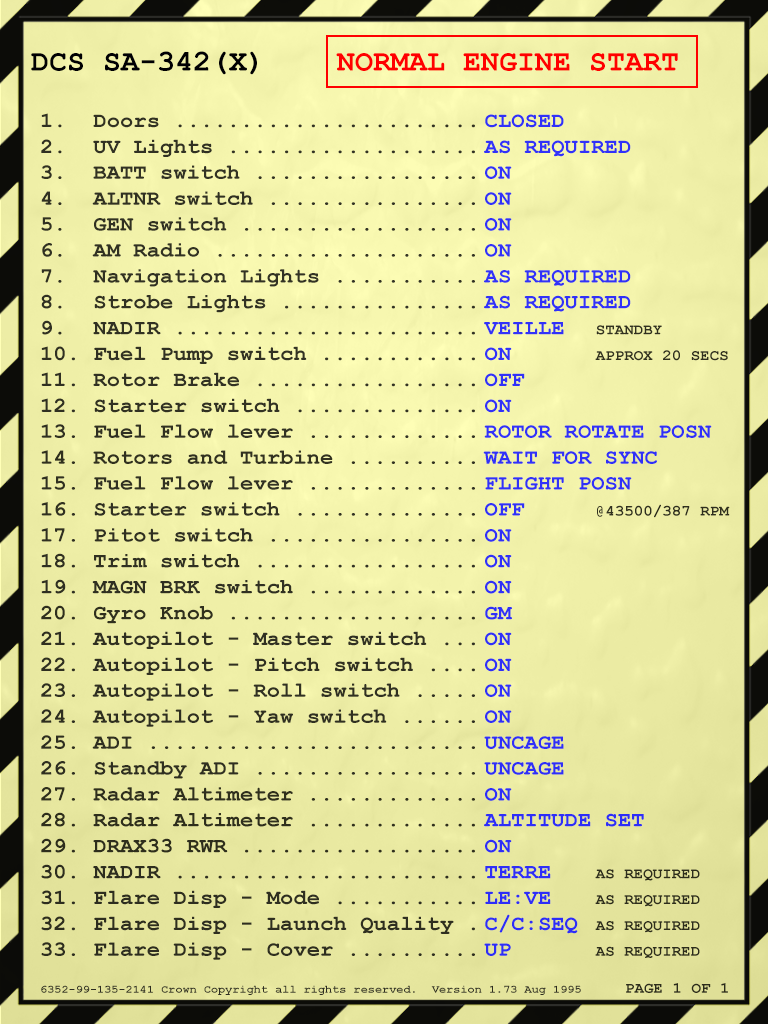 DCS SA-342(X) NORMAL ENGINE START
1. Doors ....................... CLOSED
2. UV Lights ................... AS REQUIRED
3. BATT switch ................. ON
4. ALTNR switch ................ ON
5. GEN switch .................. ON
6. AM Radio .................... ON
7. Navigation Lights ........... AS REQUIRED
8. Strobe Lights ............... AS REQUIRED
9. NADIR ....................... VEILLE STANDBY
10. Fuel Pump switch ............ ON APPROX 20 SECS
11. Rotor Brake ................. OFF
12. Starter switch .............. ON
13. Fuel Flow lever ............. ROTOR ROTATE POSN
14. Rotors and Turbine .......... WAIT FOR SYNC
15. Fuel Flow lever ............. FLIGHT POSN
16. Starter switch .............. OFF @43500/387 RPM
17. Pitot switch ................ ON
18. Trim switch .................. ON
19. MAGN BRK switch .............. ON
20. Gyro Knob ................... GM
21. Autopilot - Master switch ... ON
22. Autopilot - Pitch switch .... ON
23. Autopilot - Roll switch ..... ON
24. Autopilot - Yaw switch ...... ON
25. ADI ......................... UNCAGE
26. Standby ADI ................. UNCAGE
27. Radar Altimeter ............. ON
28. Radar Altimeter ............. ALTITUDE SET
29. DRAX33 RWR .................. ON
30. NADIR ....................... TERRE AS REQUIRED
31. Flare Disp - Mode ........... LE:VE AS REQUIRED
32. Flare Disp - Launch Quality . C/C:SEQ AS REQUIRED
33. Flare Disp - Cover .......... UP AS REQUIRED
6352-99-135-2141 Crown Copyright all rights reserved. Version 1.73 Aug 1995 PAGE 1 OF 1